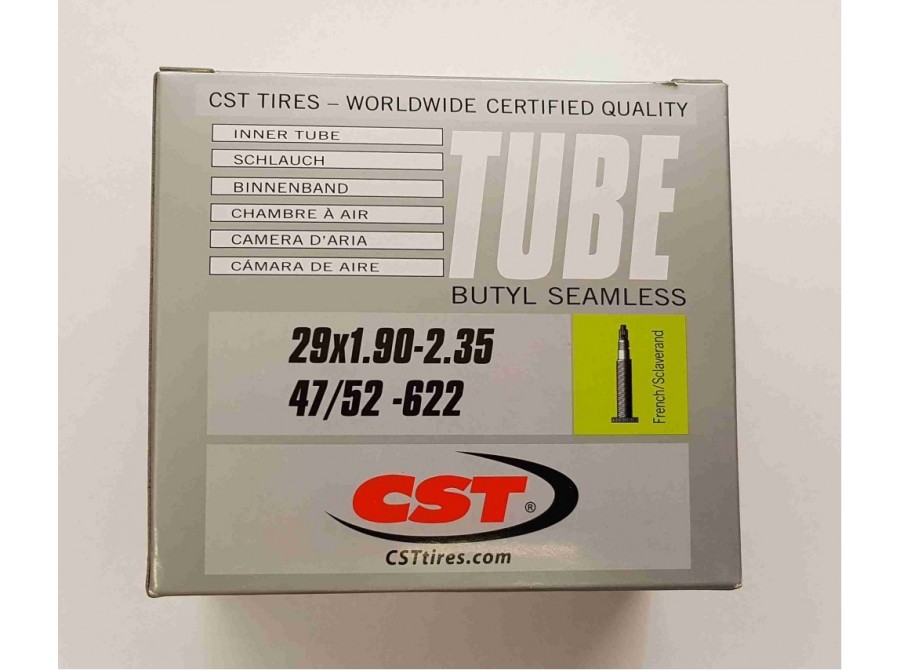 CST TIRES – WORLDWIDE CERTIFIED QUALITY
INNER TUBE
SCHLAUCH
BINNENBAND
CHAMBRE À AIR
CAMERA D'ARIA
CÁMARA DE AIRE
TUBE
BUTYL SEAMLESS
29x1.90-2.35
47/52 -622
French/Sclaverand
CST®
CSTtires.com